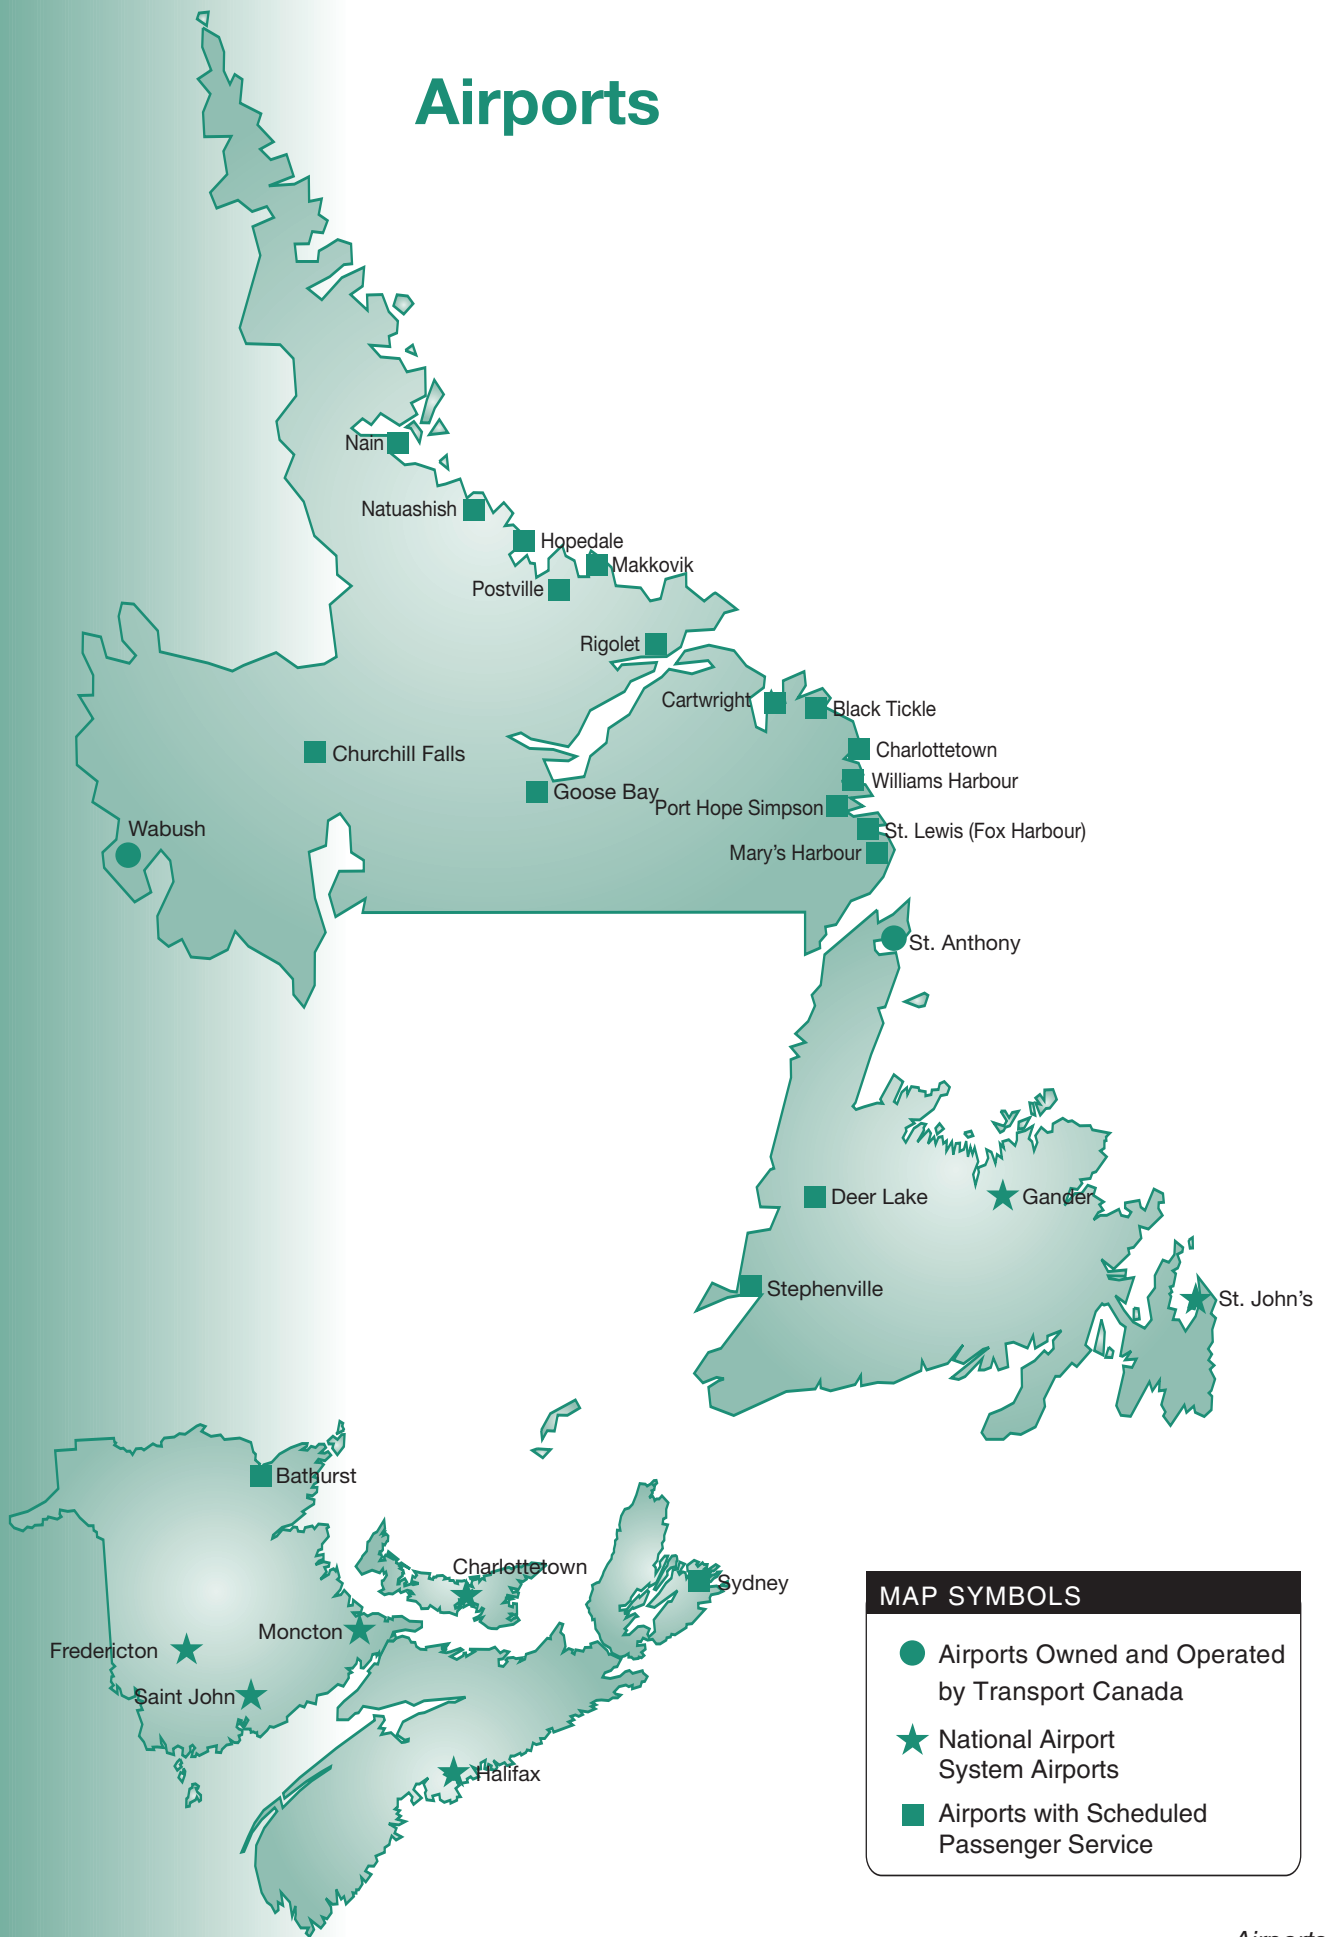 Airports
Nain
Natuashish
Hopedale
Makkovik
Postville
Rigolet
Cartwright
Black Tickle
Charlottetown
Churchill Falls
Williams Harbour
Goose Bay
Port Hope Simpson
Wabush
St. Lewis (Fox Harbour)
Mary's Harbour
St. Anthony
Deer Lake
Gander
Stephenville
St. John's
Bathurst
Charlottetown
Sydney
Moncton
Fredericton
Saint John
Halifax
MAP SYMBOLS
Airports Owned and Operated
by Transport Canada
National Airport
System Airports
Airports with Scheduled
Passenger Service
Airports